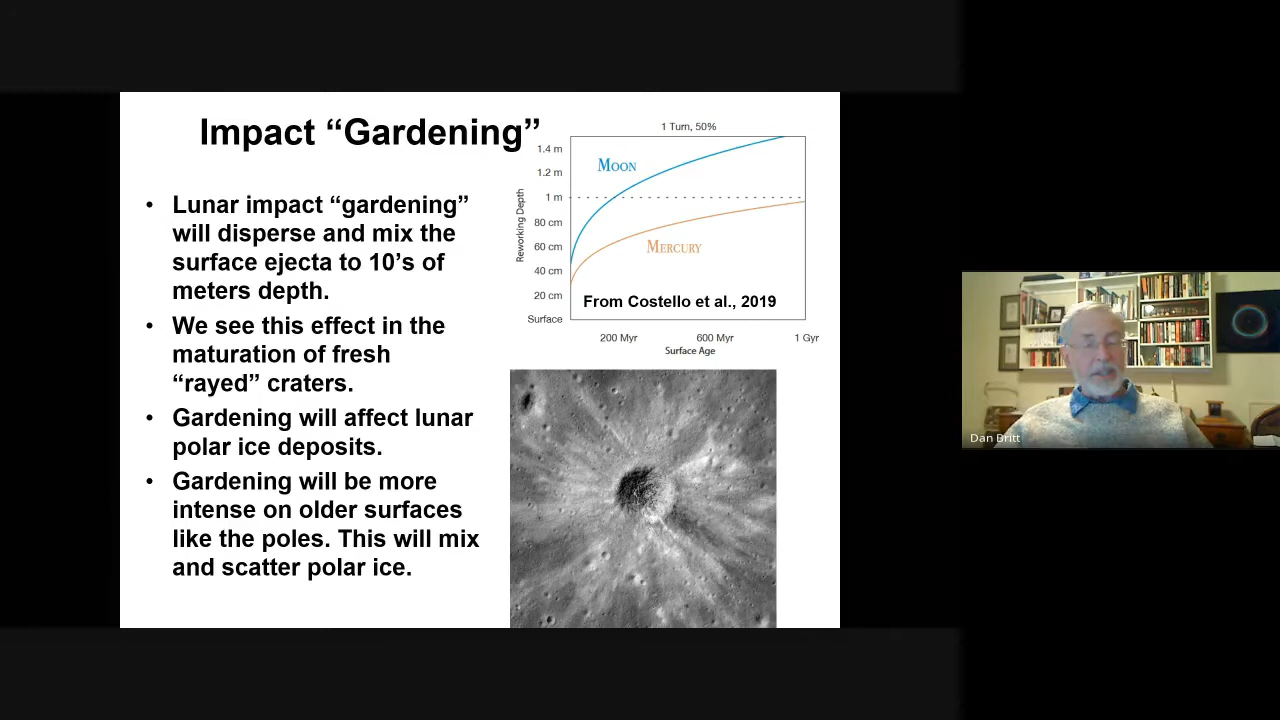 Impact “Gardening”
• Lunar impact “gardening”
will disperse and mix the
surface ejecta to 10’s of
meters depth.
• We see this effect in the
maturation of fresh
“rayed” craters.
• Gardening will affect lunar
polar ice deposits.
• Gardening will be more
intense on older surfaces
like the poles. This will mix
and scatter polar ice.
1 Turn, 50%
Reworking Depth
1.4 m
1.2 m
1 m
80 cm
60 cm
40 cm
20 cm
Surface
MOON
MERCURY
From Costello et al., 2019
200 Myr 600 Myr 1 Gyr
Surface Age
Dan Britt